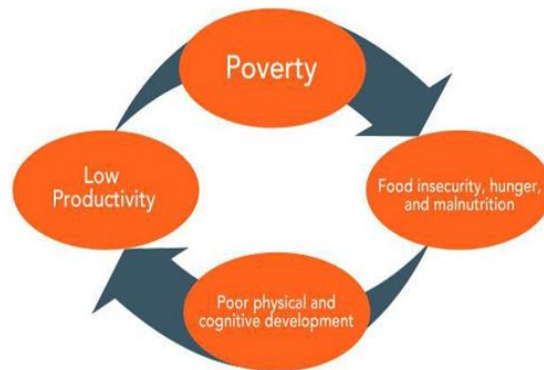 Poverty
Food insecurity, hunger,
and malnutrition
Poor physical and
cognitive development
Low
Productivity